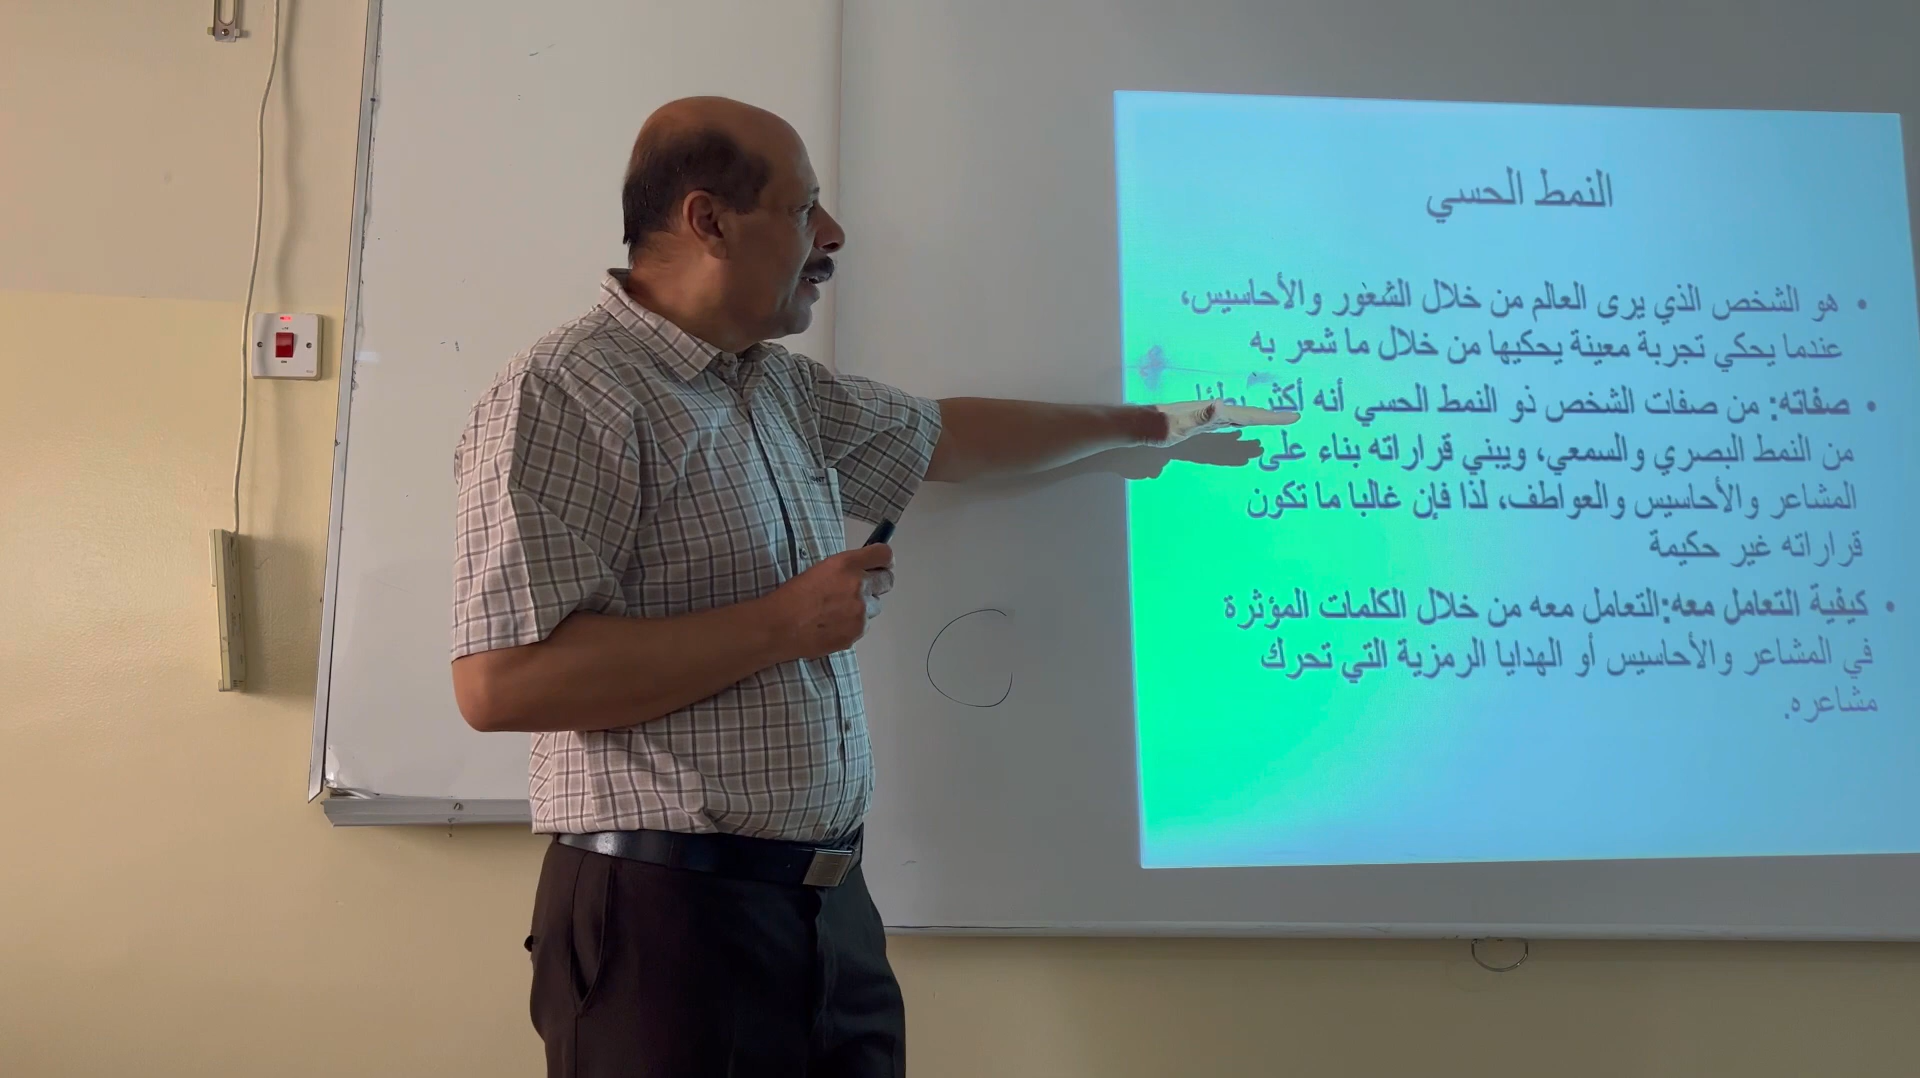 النمط الحسي
• هو الشخص الذي يرى العالم من خلال الشعور والأحاسيس،
عندما يحكي تجربة معينة يحكيها من خلال ما شعر به
• صفاته: من صفات الشخص ذو النمط الحسي أنه أكثر
من النمط البصري والسمعي، ويبني قراراته بناء على
المشاعر والأحاسيس والعواطف، لذا فإن غالبا ما تكون
قراراته غير حكيمة
• كيفية التعامل معه:التعامل معه من خلال الكلمات المؤثرة
في المشاعر والأحاسيس أو الهدايا الرمزية التي تحرك
مشاعره.